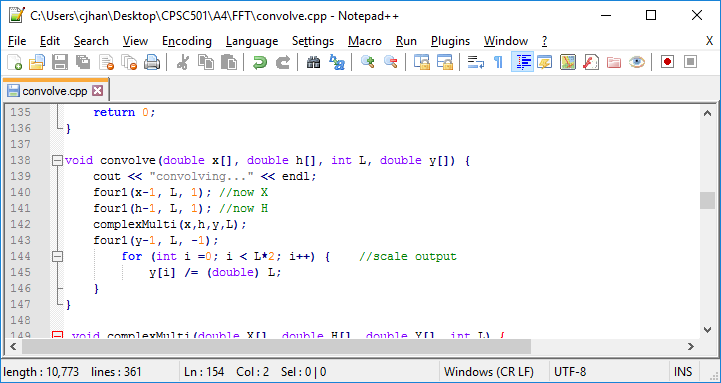 C:\Users\cjhan\Desktop\CPSC501\A4\FFT\convolve.cpp - Notepad++
File Edit Search View Encoding Language Settings Macro Run Plugins Window ? X
convolve.cpp
135 return 0;
136 }
137
138 void convolve(double x[], double h[], int L, double y[]) {
139 cout << "convolving..." << endl;
140 four1(x-1, L, 1); //now X
141 four1(h-1, L, 1); //now H
142 complexMulti(x,h,y,L);
143 four1(y-1, L, -1);
144 for (int i =0; i < L*2; i++) { //scale output
145 y[i] /= (double) L;
146 }
147 }
148
149 void complexMulti(double X[], double H[], double Y[], int L) {
length : 10,773 lines : 361 Ln : 154 Col : 2 Sel : 0 | 0 Windows (CR LF) UTF-8 INS